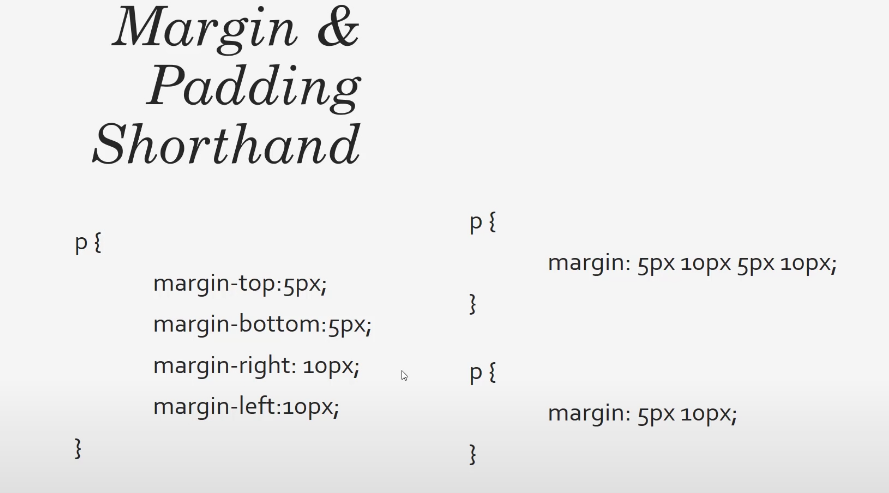 Margin &
Padding
Shorthand
p {
margin-top:5px;
margin-bottom:5px;
margin-right: 10px;
margin-left:10px;
}
p {
margin: 5px 10px 5px 10px;
}
p {
margin: 5px 10px;
}